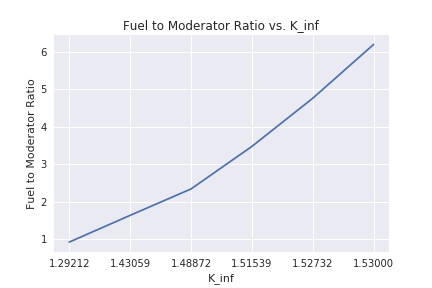 Fuel to Moderator Ratio vs. K_inf
Fuel to Moderator Ratio
6
5
4
3
2
1
1.29212 1.43059 1.48872 1.51539 1.52732 1.53000
K_inf